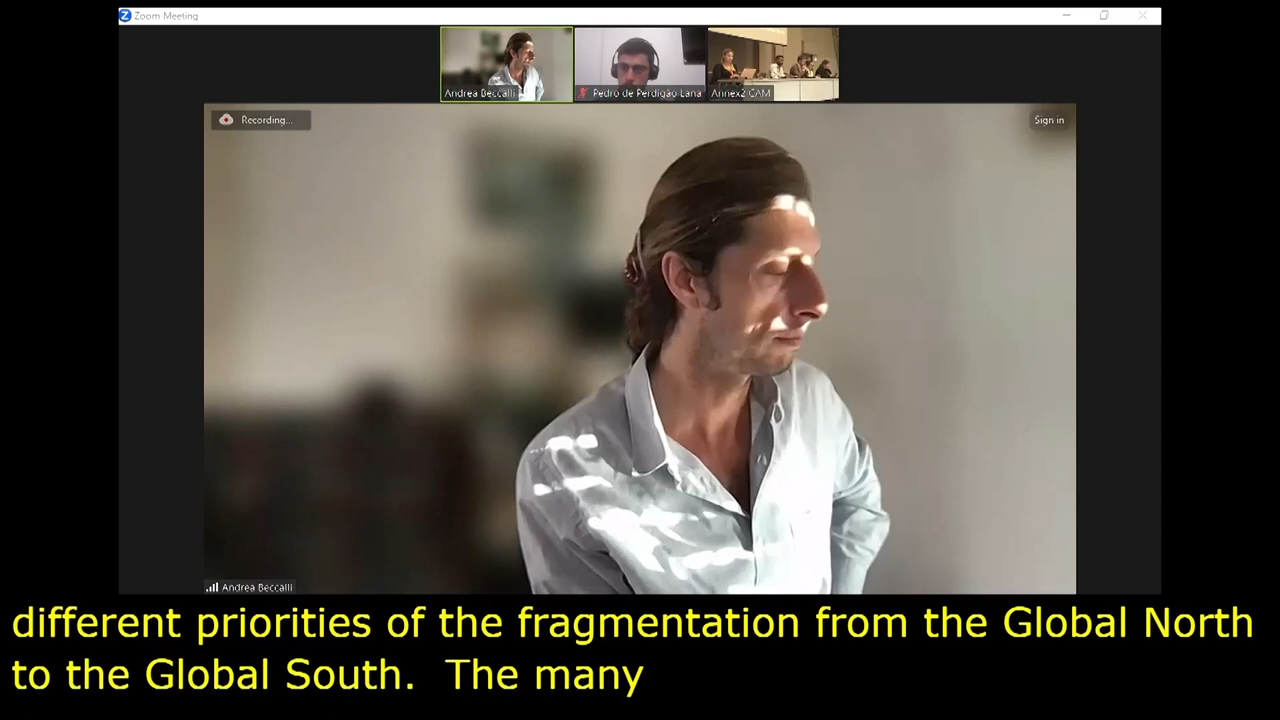 Zoom Meeting
Andrea Beccalli
Pedro de Perdigão Lana
Annex2 CAM
Recording...
Sign in
Andrea Beccalli
different priorities of the fragmentation from the Global North
to the Global South.  The many